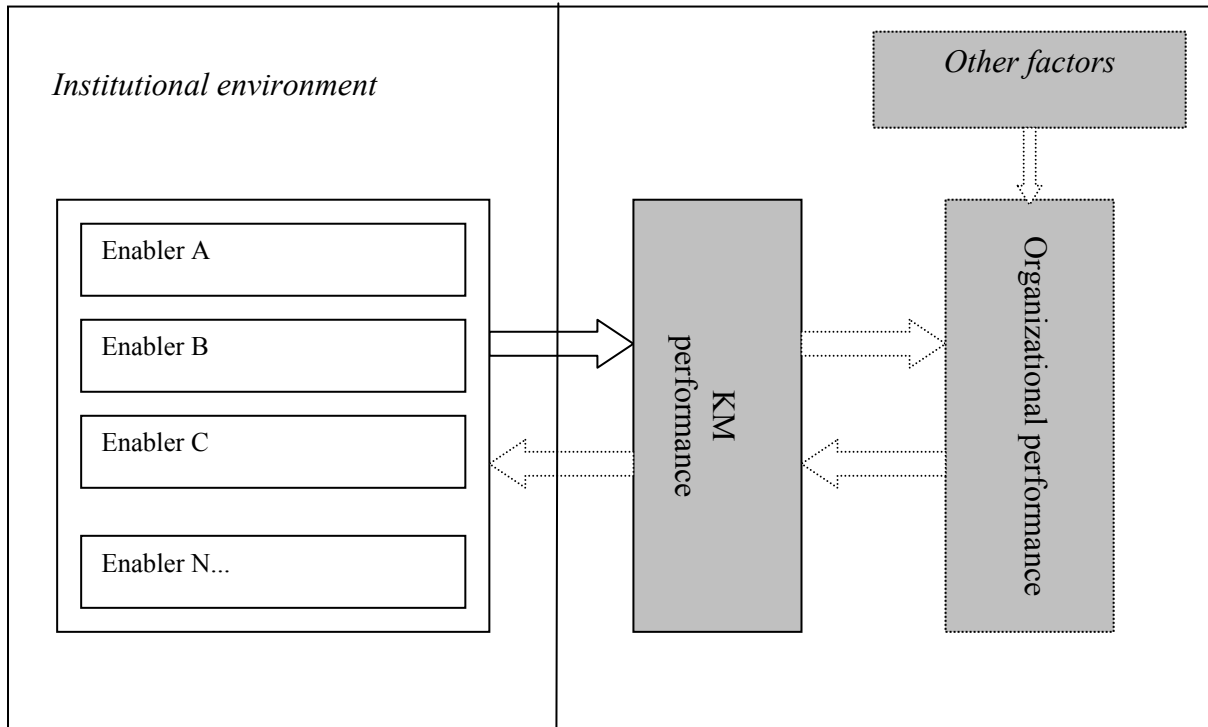 Institutional environment
Other factors
Enabler A
Enabler B
Enabler C
Enabler N...
KM
performance
Organizational performance